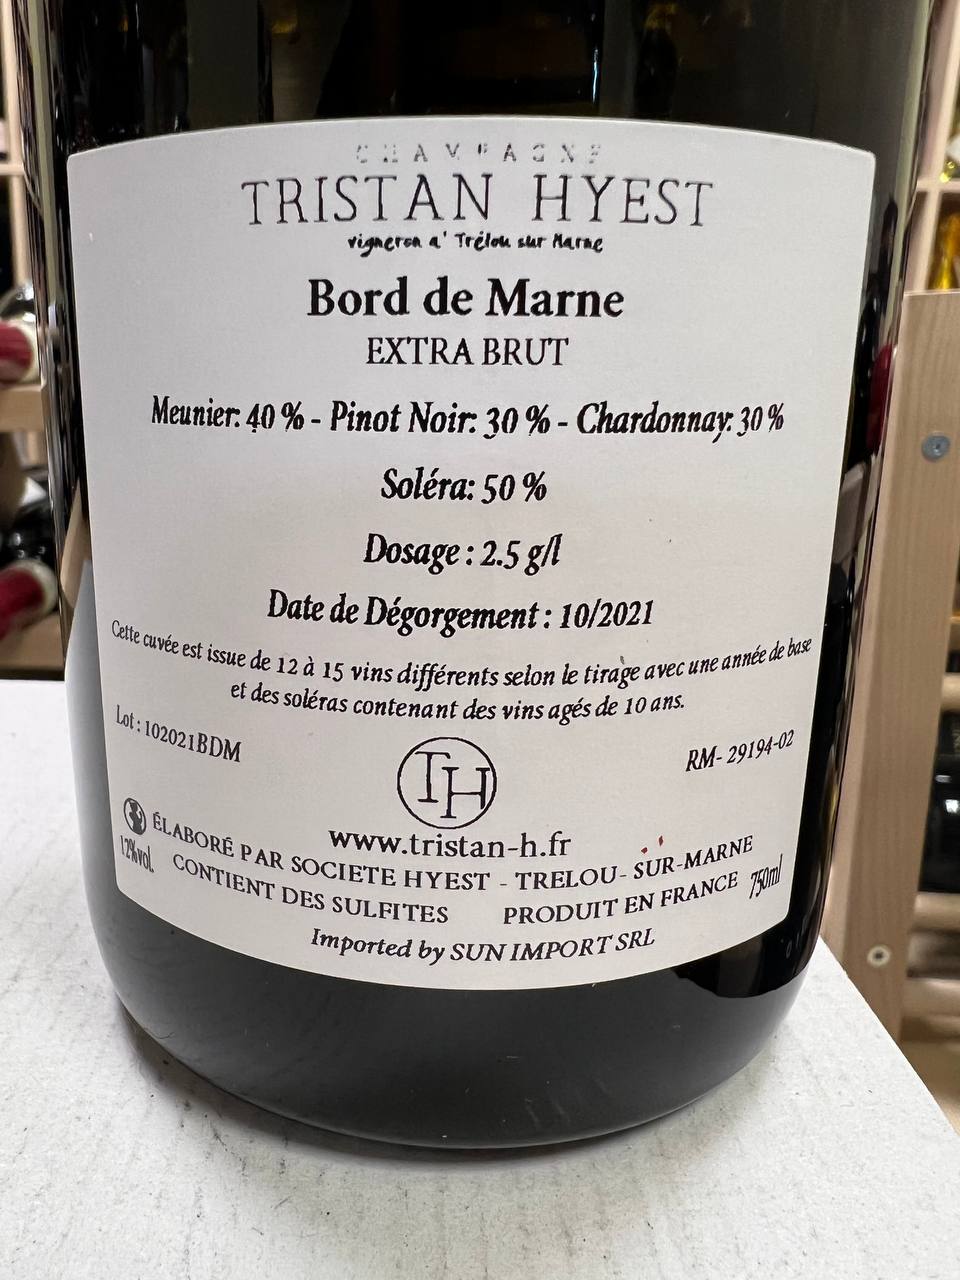 CHAMPAGNE
TRISTAN HYEST
vigneron a' Trélou sur Marne
Bord de Marne
EXTRA BRUT
Meunier: 40 % - Pinot Noir: 30 % - Chardonnay: 30 %
Soléra: 50 %
Dosage : 2.5 g/l
Date de Dégorgement : 10/2021
Cette cuvée est issue de 12 à 15 vins différents selon le tirage avec une année de base
et des soléras contenant des vins agés de 10 ans.
Lot : 102021BDM
RM- 29194-02
TH
www.tristan-h.fr
ÉLABORÉ PAR SOCIETE HYEST - TRELOU- SUR-MARNE
12%vol. CONTIENT DES SULFITES PRODUIT EN FRANCE 750ml
Imported by SUN IMPORT SRL